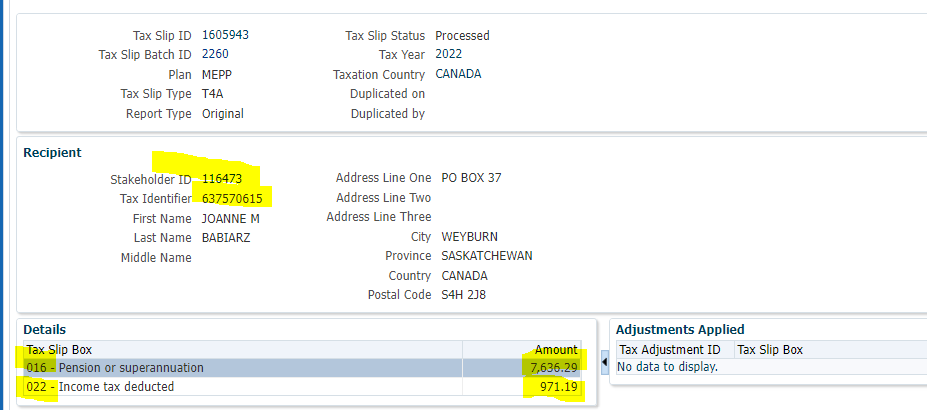 Tax Slip ID 1605943 Tax Slip Status Processed
Tax Slip Batch ID 2260 Tax Year 2022
Plan MEPP Taxation Country CANADA
Tax Slip Type T4A Duplicated on
Report Type Original Duplicated by
Recipient
Stakeholder ID 116473 Address Line One PO BOX 37
Tax Identifier 637570615 Address Line Two
First Name JOANNE M Address Line Three
Last Name BABIARZ City WEYBURN
Middle Name Province SASKATCHEWAN
Country CANADA
Postal Code S4H 2J8
Details Adjustments Applied
Tax Slip Box Amount Tax Adjustment ID Tax Slip Box
016 - Pension or superannuation 7,636.29 No data to display.
022 - Income tax deducted 971.19